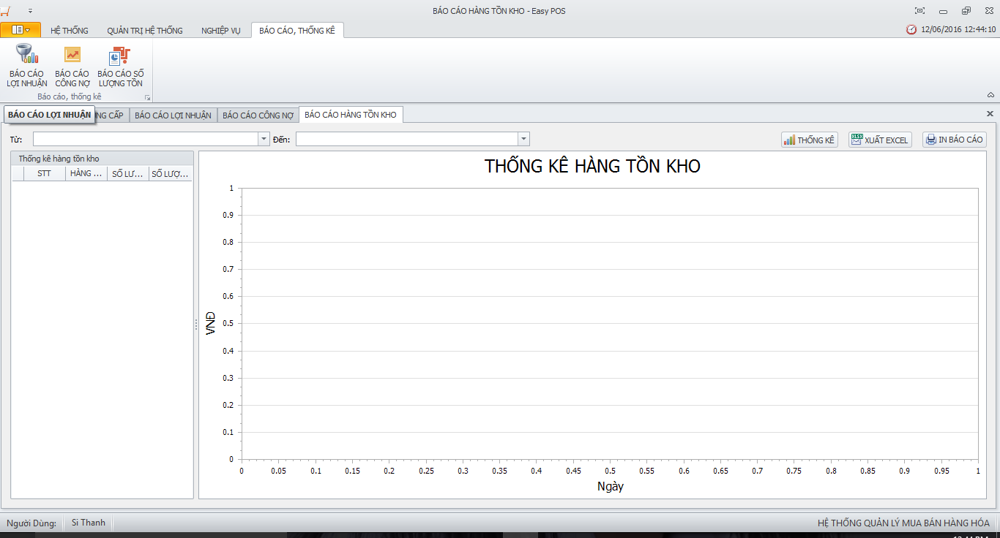 BÁO CÁO HÀNG TỒN KHO - Easy POS
HỆ THỐNG QUẢN TRỊ HỆ THỐNG NGHIỆP VỤ BÁO CÁO, THỐNG KÊ
12/06/2016 12:44:10
BÁO CÁO LỢI NHUẬN
BÁO CÁO CÔNG NỢ
BÁO CÁO SỐ LƯỢNG TỒN
Báo cáo, thống kê
BÁO CÁO LỢI NHUẬN
NG CẤP BÁO CÁO LỢI NHUẬN BÁO CÁO CÔNG NỢ BÁO CÁO HÀNG TỒN KHO
Từ: Đến: THỐNG KÊ XLSX XUẤT EXCEL IN BÁO CÁO
Thống kê hàng tồn kho
STT HÀNG ... SỐ LƯ... SỐ LƯỢ...
THỐNG KÊ HÀNG TỒN KHO
1
0.9
0.8
0.7
0.6
0.5
0.4
0.3
0.2
0.1
0
VNĐ
0 0.05 0.1 0.15 0.2 0.25 0.3 0.35 0.4 0.45 0.5 0.55 0.6 0.65 0.7 0.75 0.8 0.85 0.9 0.95 1
Ngày
Người Dùng: Si Thanh HỆ THỐNG QUẢN LÝ MUA BÁN HÀNG HÓA